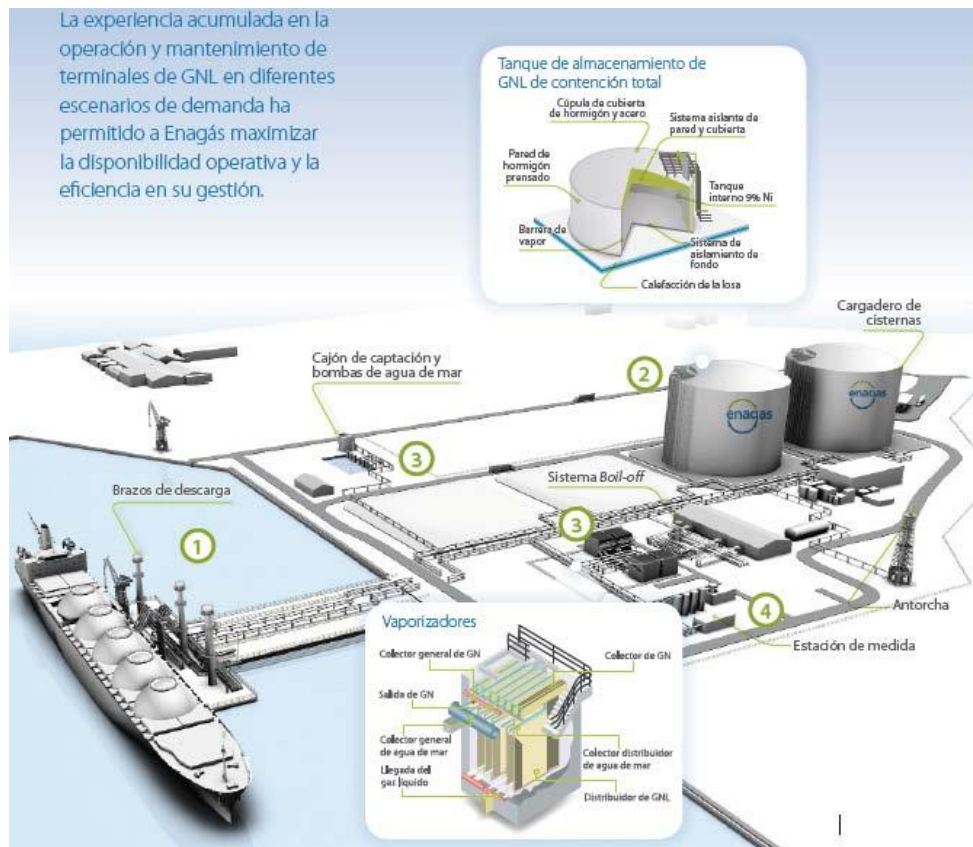 La experiencia acumulada en la
operación y mantenimiento de
terminales de GNL en diferentes
escenarios de demanda ha
permitido a Enagás maximizar
la disponibilidad operativa y la
eficiencia en su gestión.
Tanque de almacenamiento de
GNL de contención total
Cúpula de cubierta
de hormigón y acero
Sistema aislante de
pared y cubierta
Pared de
hormigón
prensado
Tanque
interno 9% Ni
Barrera de
vapor
Sistema de
aislamiento de
fondo
Calefacción de la losa
Cargadero de
cisternas
Cajón de captación y
bombas de agua de mar
2
enagas
enagas
3
Brazos de descarga
Sistema Boil-off
1
3
4
Antorcha
Estación de medida
Vaporizadores
Collector general de GN
Collector de GN
Salida de GN
Collector general
de agua de mar
Colector distribuidor
de agua de mar
Llegada del
gas líquido
Distribuidor de GNL